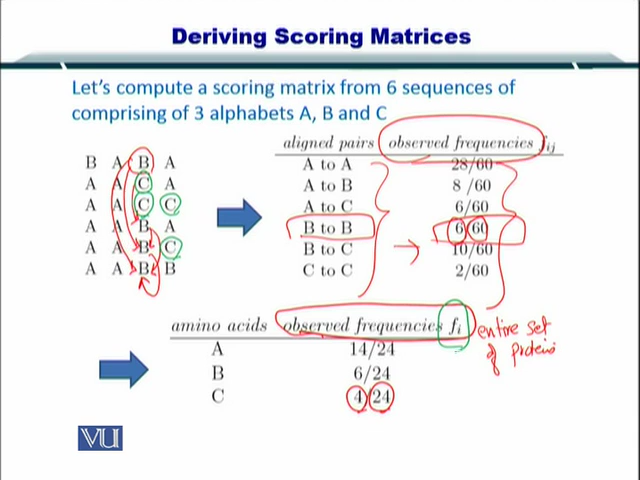 Deriving Scoring Matrices
Let's compute a scoring matrix from 6 sequences of
comprising of 3 alphabets A, B and C
aligned pairs observed frequencies fij
B A B A
A A C A
A A C C
A A B A
A A B C
A A B B
A to A 28/60
A to B 8 /60
A to C 6/60
B to B 6/60
B to C 10/60
C to C 2/60
amino acids observed frequencies fi
A 14/24
B 6/24
C 4/24
entire set
of proteins
VU